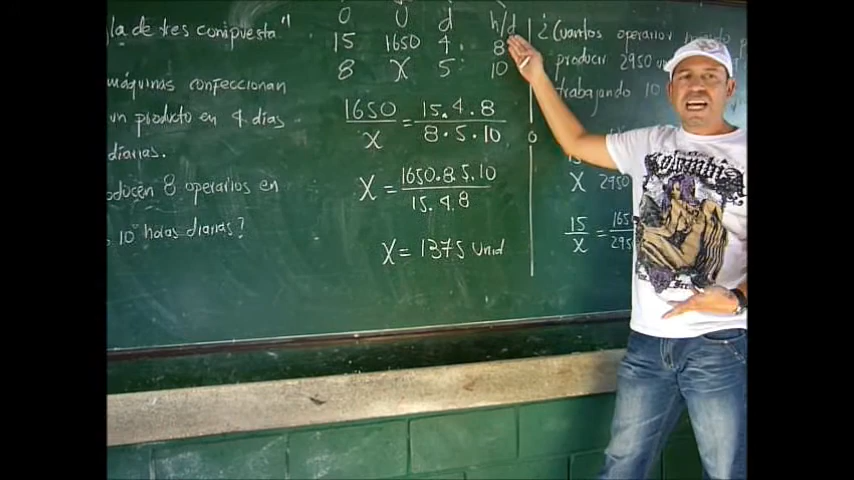 la de tres compuesta"
máquinas confeccionan
un producto en 4 días
diarias.
producen 8 operarios en
10 horas diarias?
O U d h/d
15 1650 4 8
8 X 5 10
1650/X = 15.4.8/8.5.10
X = 1650.8.5.10/15.4.8
X = 1375 Unid
¿Cuantos operarios
producir 2950
trabajando 10
O
X 2950
15/X = 165/295
Kolombia